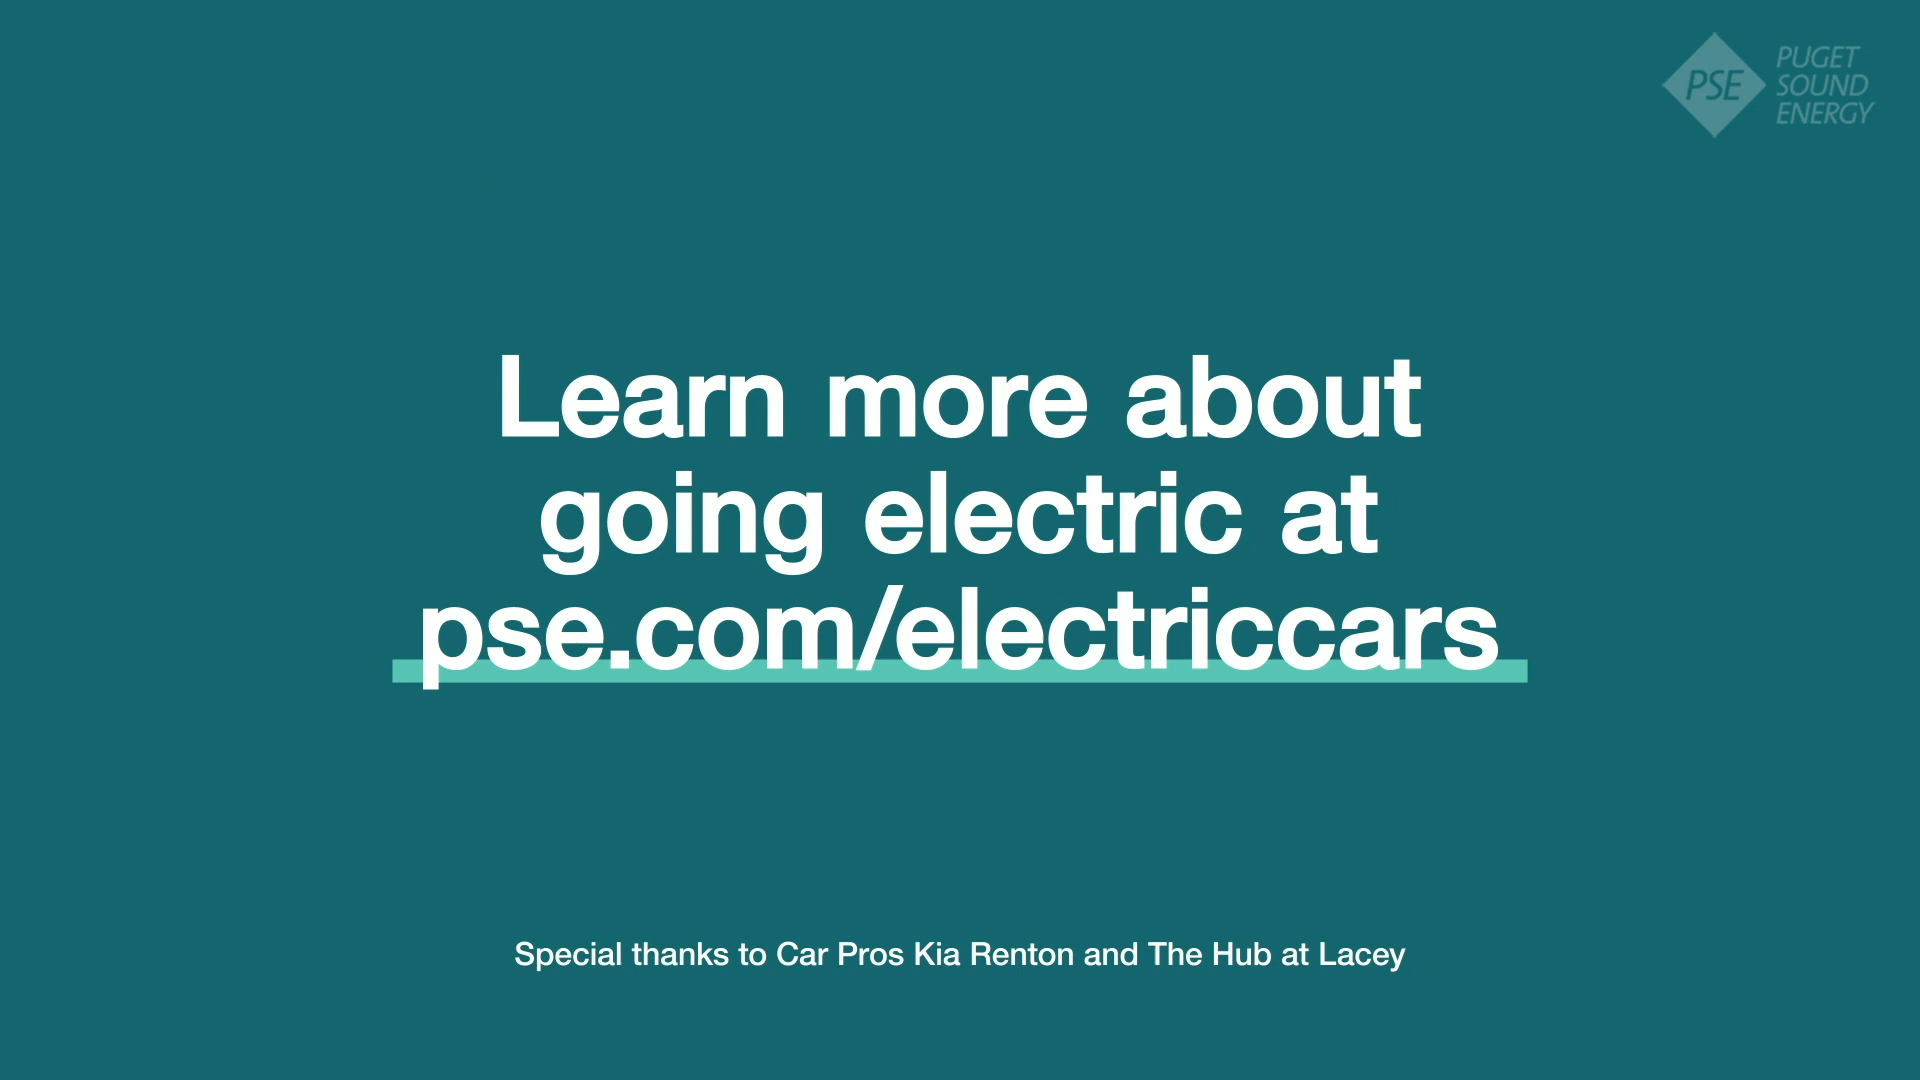 PSE
PUGET
SOUND
ENERGY
Learn more about
going electric at
pse.com/electriccars
Special thanks to Car Pros Kia Renton and The Hub at Lacey